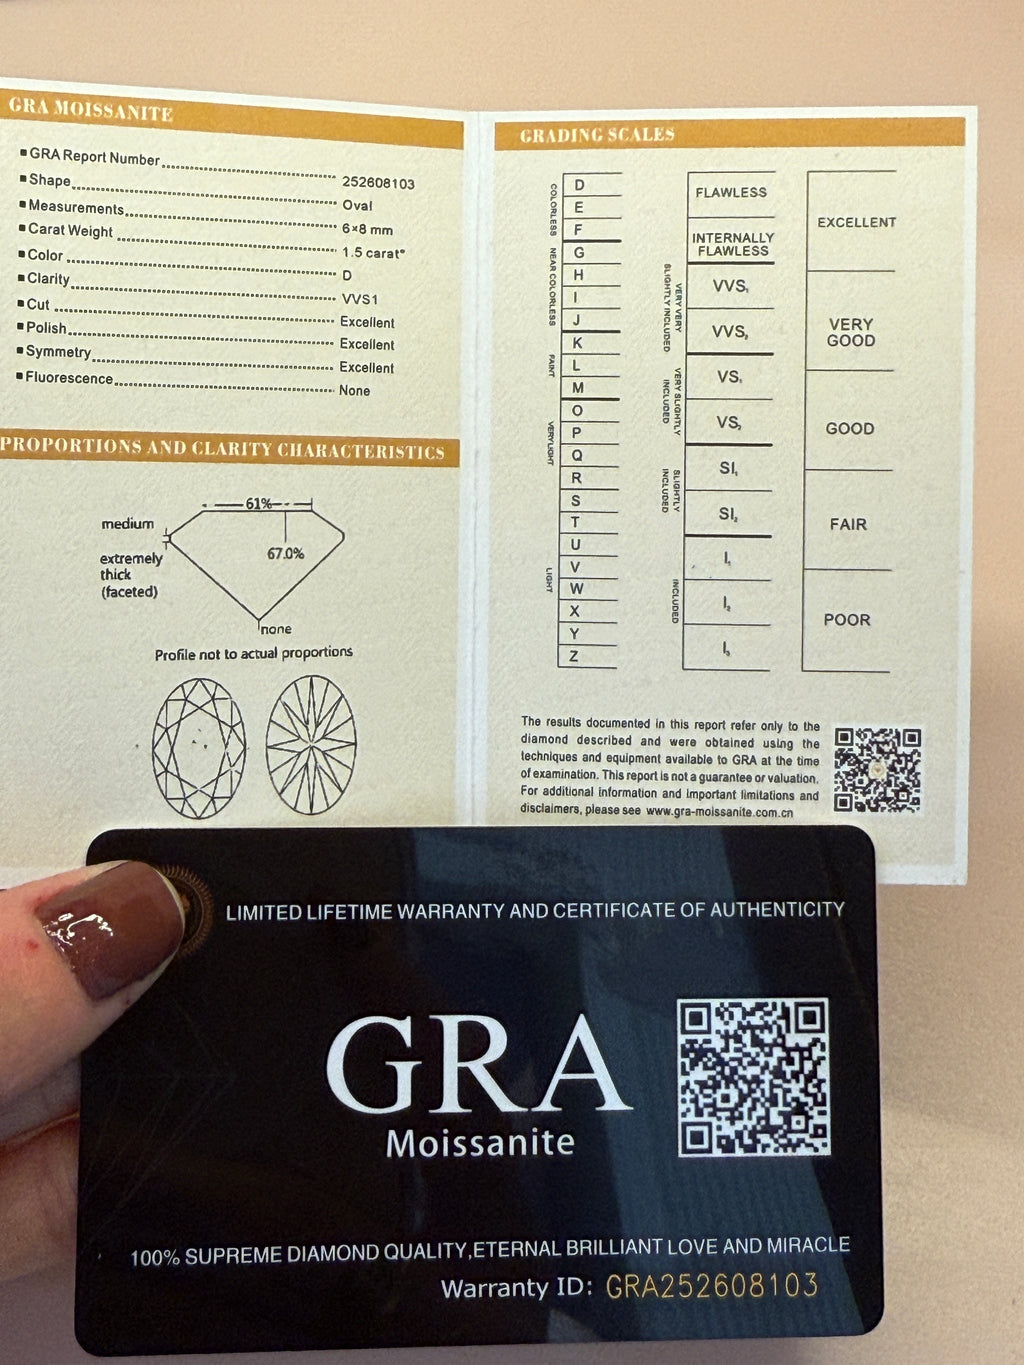 GRA MOISSANITE
GRA Report Number 252608103
Shape Oval
Measurements 6×8 mm
Carat Weight 1.5 carat*
Color D
Clarity VVS1
Cut Excellent
Polish Excellent
Symmetry Excellent
Fluorescence None
PROPORTIONS AND CLARITY CHARACTERISTICS
61%
medium
67.0%
extremely
thick
(faceted)
none
Profile not to actual proportions
GRADING SCALES
COLORLESS
D
E
F
NEAR COLORLESS
G
H
I
J
FAINT
K
L
M
VERY LIGHT
O
P
Q
R
S
T
U
LIGHT
V
W
X
Y
Z
FLAWLESS
INTERNALLY
FLAWLESS
VERY VERY
SLIGHTLY INCLUDED
VVS₁
VVS₂
VERY SLIGHTLY
INCLUDED
VS₁
VS₂
SLIGHTLY
INCLUDED
SI₁
SI₂
INCLUDED
I₁
I₂
I₃
EXCELLENT
VERY
GOOD
GOOD
FAIR
POOR
The results documented in this report refer only to the
diamond described and were obtained using the
techniques and equipment available to GRA at the time
of examination. This report is not a guarantee or valuation.
For additional information and important limitations and
disclaimers, please see www.gra-moissanite.com.cn
LIMITED LIFETIME WARRANTY AND CERTIFICATE OF AUTHENTICITY
GRA
Moissanite
100% SUPREME DIAMOND QUALITY,ETERNAL BRILLIANT LOVE AND MIRACLE
Warranty ID: GRA252608103